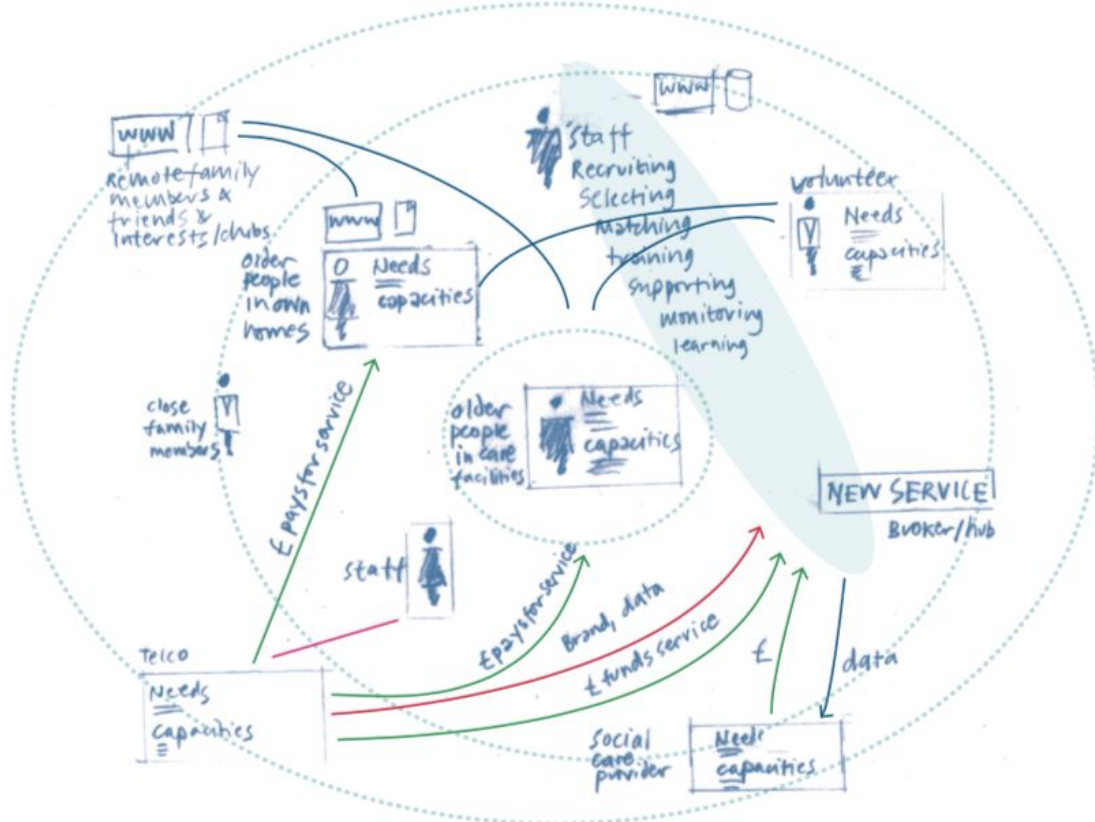 www
Remote family
members &
friends &
Interests/clubs
www
older
people
in own
homes
Needs
capacities
www
Staff
Recruiting
Selecting
Matching
training
supporting
monitoring
learning
volunteer
Needs
capacities
close
family
members
older
people
in care
facilities
Needs
capacities
NEW SERVICE
Broker/hub
£ pays for service
staff
£ pays for service
Brand, data
£ funds service
£
data
Telco
Needs
capacities
Social
care
provider
Needs
capacities